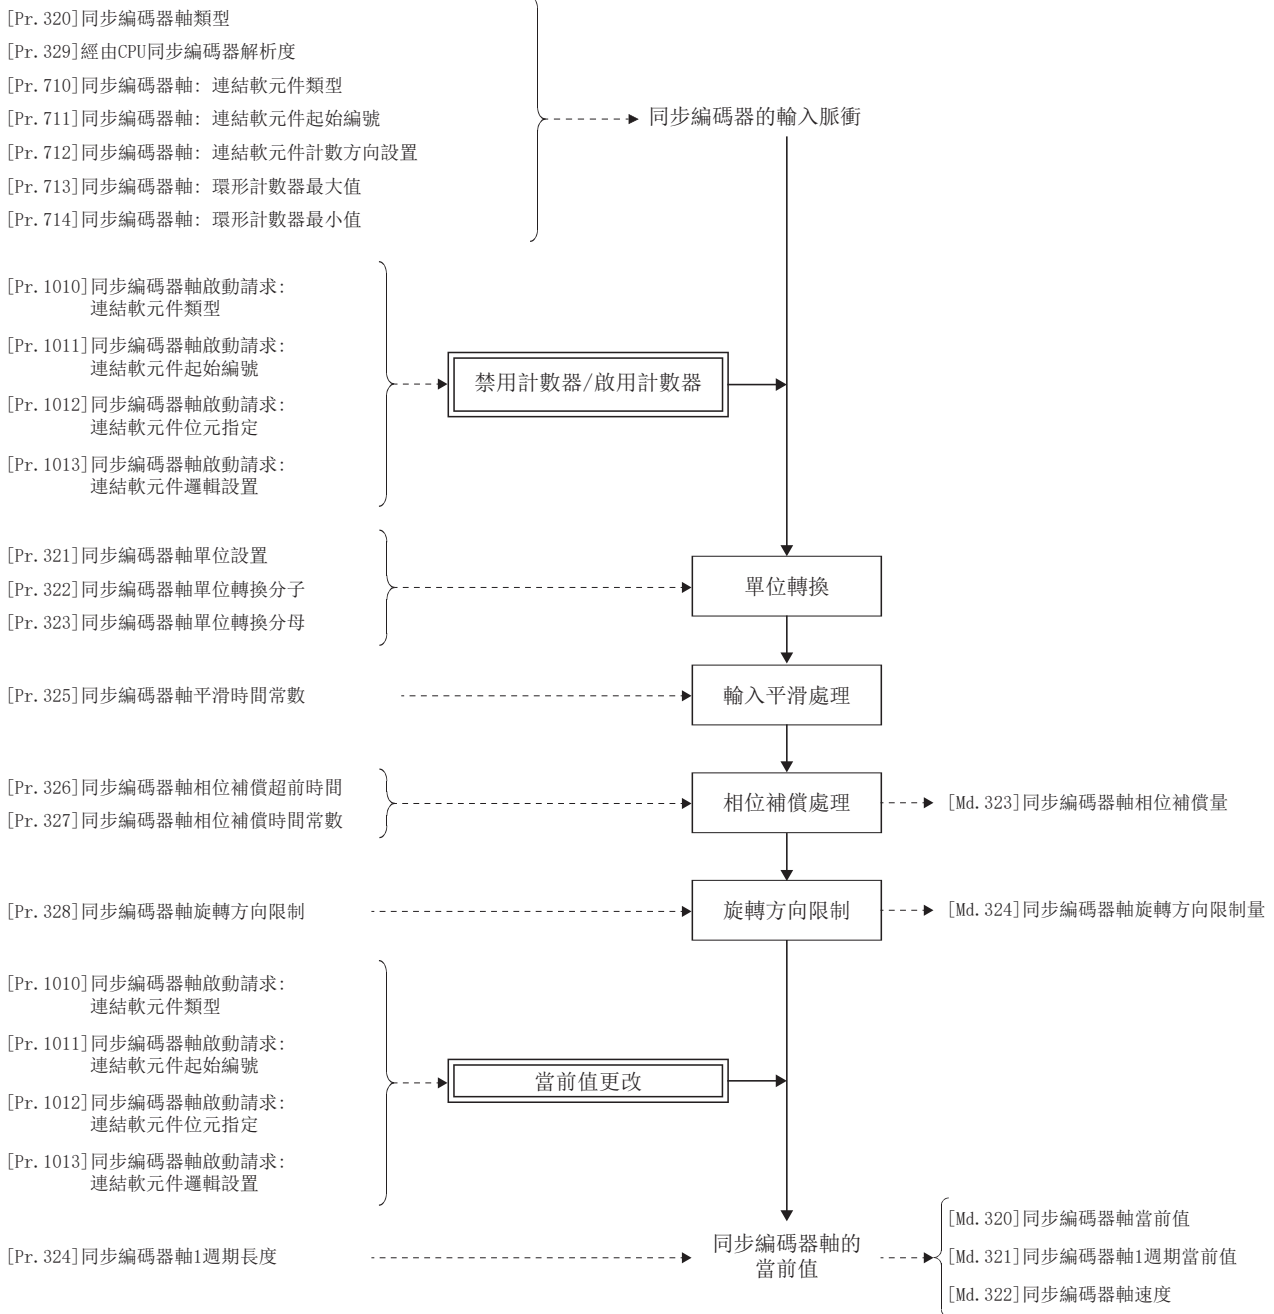 [Pr.320]同步編碼器軸類型
[Pr.329]經由CPU同步編碼器解析度
[Pr.710]同步編碼器軸: 連結軟元件類型
[Pr.711]同步編碼器軸: 連結軟元件起始編號
[Pr.712]同步編碼器軸: 連結軟元件計數方向設置
[Pr.713]同步編碼器軸: 環形計數器最大值
[Pr.714]同步編碼器軸: 環形計數器最小值
同步編碼器的輸入脈衝
[Pr.1010]同步編碼器軸啟動請求:
連結軟元件類型
[Pr.1011]同步編碼器軸啟動請求:
連結軟元件起始編號
[Pr.1012]同步編碼器軸啟動請求:
連結軟元件位元指定
[Pr.1013]同步編碼器軸啟動請求:
連結軟元件邏輯設置
禁用計數器/啟用計數器
[Pr.321]同步編碼器軸單位設置
[Pr.322]同步編碼器軸單位轉換分子
[Pr.323]同步編碼器軸單位轉換分母
單位轉換
[Pr.325]同步編碼器軸平滑時間常數
輸入平滑處理
[Pr.326]同步編碼器軸相位補償超前時間
[Pr.327]同步編碼器軸相位補償時間常數
相位補償處理
[Md.323]同步編碼器軸相位補償量
[Pr.328]同步編碼器軸旋轉方向限制
旋轉方向限制
[Md.324]同步編碼器軸旋轉方向限制量
[Pr.1010]同步編碼器軸啟動請求:
連結軟元件類型
[Pr.1011]同步編碼器軸啟動請求:
連結軟元件起始編號
[Pr.1012]同步編碼器軸啟動請求:
連結軟元件位元指定
[Pr.1013]同步編碼器軸啟動請求:
連結軟元件邏輯設置
當前值更改
[Pr.324]同步編碼器軸1週期長度
同步編碼器軸的
當前值
[Md.320]同步編碼器軸當前值
[Md.321]同步編碼器軸1週期當前值
[Md.322]同步編碼器軸速度